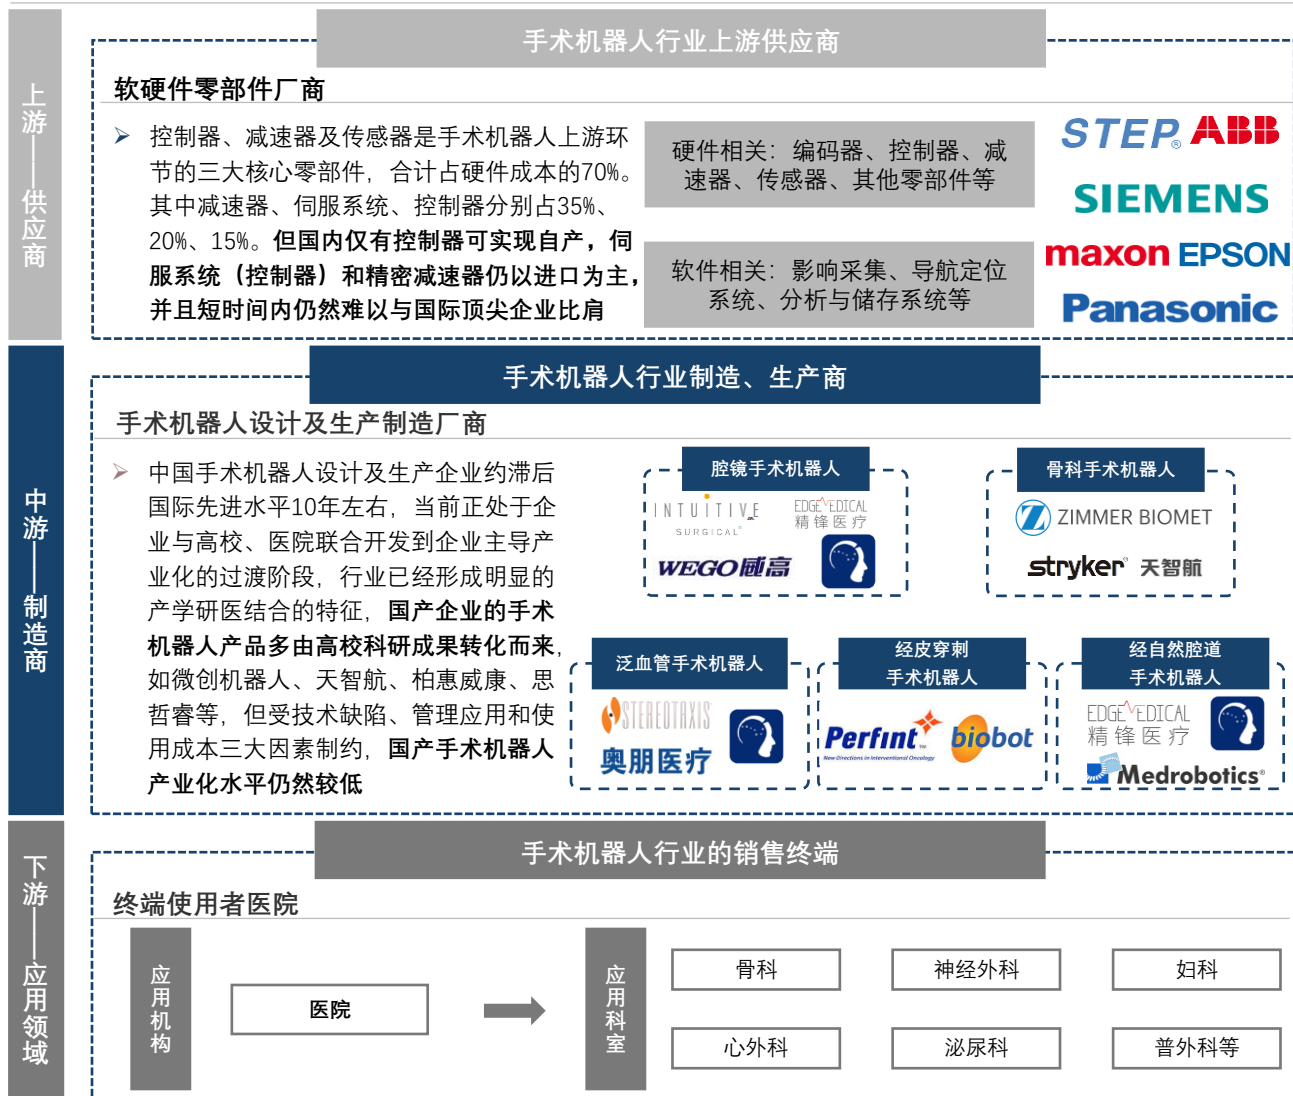 手术机器人行业上游供应商
上游——供应商
软硬件零部件厂商
➢ 控制器、减速器及传感器是手术机器人上游环
节的三大核心零部件，合计占硬件成本的70%。
其中减速器、伺服系统、控制器分别占35%、
20%、15%。但国内仅有控制器可实现自产，伺
服系统（控制器）和精密减速器仍以进口为主，
并且短时间内仍然难以与国际顶尖企业比肩
硬件相关：编码器、控制器、减
速器、传感器、其他零部件等
软件相关：影响采集、导航定位
系统、分析与储存系统等
STEP® ABB
SIEMENS
maxon EPSON
Panasonic
手术机器人行业制造、生产商
中游——制造商
手术机器人设计及生产制造厂商
➢ 中国手术机器人设计及生产企业约滞后
国际先进水平10年左右，当前正处于企
业与高校、医院联合开发到企业主导产
业化的过渡阶段，行业已经形成明显的
产学研医结合的特征，国产企业的手术
机器人产品多由高校科研成果转化而来，
如微创机器人、天智航、柏惠威康、思
哲睿等，但受技术缺陷、管理应用和使
用成本三大因素制约，国产手术机器人
产业化水平仍然较低
腔镜手术机器人
INTUITIVE
SURGICAL®
EDGE MEDICAL
精锋医疗
WEGO威高
骨科手术机器人
ZIMMER BIOMET
stryker® 天智航
泛血管手术机器人
STEREOTAXIS
奥朋医疗
经皮穿刺
手术机器人
Perfint™
New Directions in Interventional Oncology
biobot
经自然腔道
手术机器人
EDGE MEDICAL
精锋医疗
Medrobotics®
手术机器人行业的销售终端
下游——应用领域
终端使用者医院
应用机构
医院
应用科室
骨科
神经外科
妇科
心外科
泌尿科
普外科等